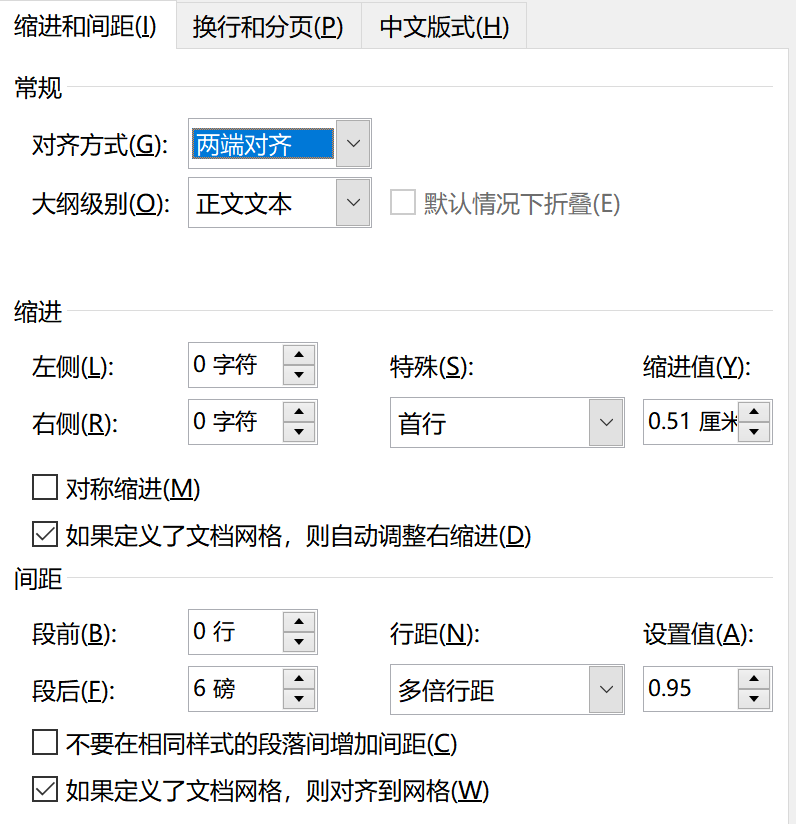 缩进和间距(I) 换行和分页(P) 中文版式(H)
常规
对齐方式(G): 两端对齐
大纲级别(O): 正文文本 默认情况下折叠(E)
缩进
左侧(L): 0 字符 特殊(S): 缩进值(Y):
右侧(R): 0 字符 首行 0.51 厘米
对称缩进(M)
如果定义了文档网格，则自动调整右缩进(D)
间距
段前(B): 0 行 行距(N): 设置值(A):
段后(F): 6 磅 多倍行距 0.95
不要在相同样式的段落间增加间距(C)
如果定义了文档网格，则对齐到网格(W)